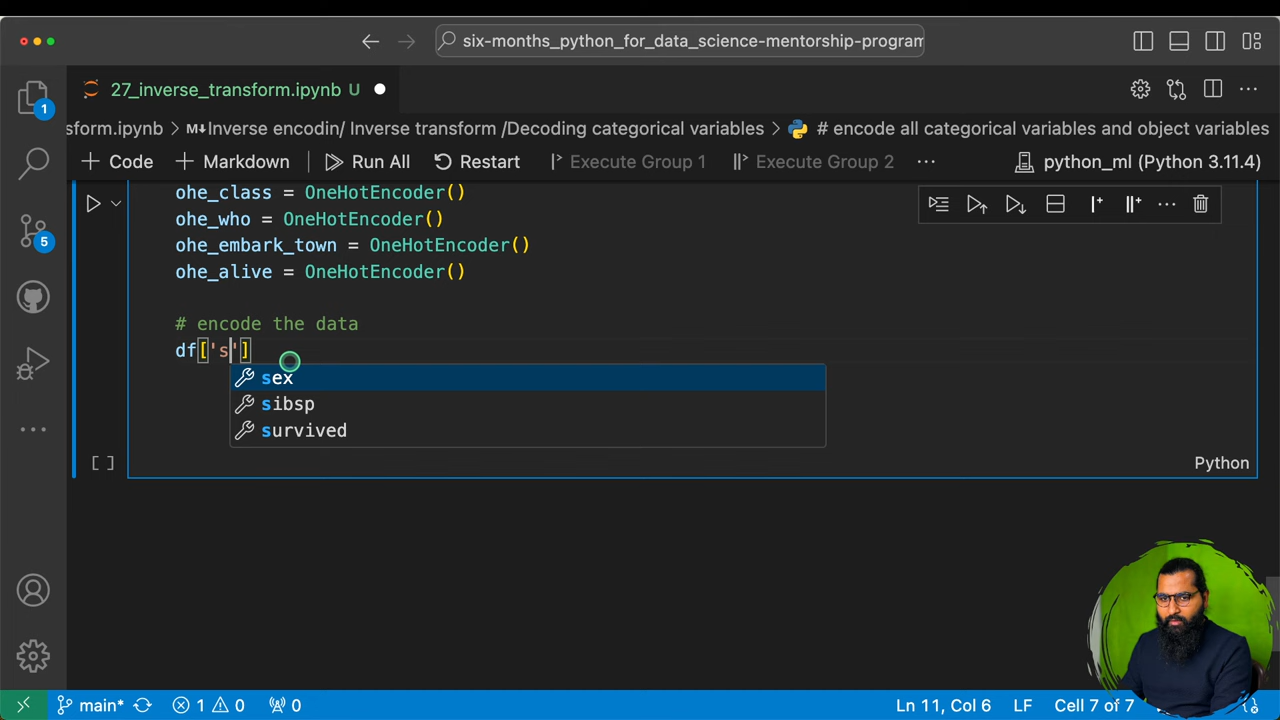 six-months_python_for_data_science-mentorship-program
1
27_inverse_transform.ipynb U
sform.ipynb > M↓Inverse encodin/ Inverse transform /Decoding categorical variables > # encode all categorical variables and object variables
+ Code + Markdown Run All Restart Execute Group 1 Execute Group 2 ... python_ml (Python 3.11.4)
ohe_class = OneHotEncoder()
ohe_who = OneHotEncoder()
5
ohe_embark_town = OneHotEncoder()
ohe_alive = OneHotEncoder()
# encode the data
df['s']
sex
sibsp
survived
[ ] Python
main* 1 0 0 Ln 11, Col 6 LF Cell 7 of 7